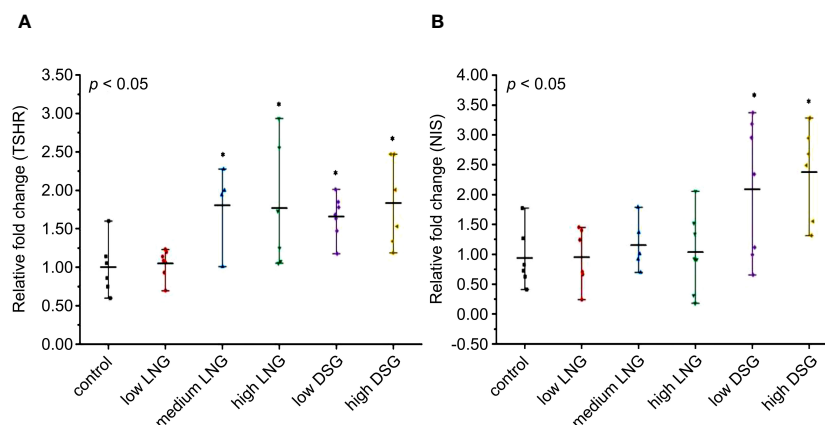 A
p < 0.05
Relative fold change (TSHR)
3.50
3.00
2.50
2.00
1.50
1.00
0.50
0.00
* * * *
control
low LNG
medium LNG
high LNG
low DSG
high DSG
B
p < 0.05
Relative fold change (NIS)
4.00
3.50
3.00
2.50
2.00
1.50
1.00
0.50
0.00
-0.50
* *
control
low LNG
medium LNG
high LNG
low DSG
high DSG